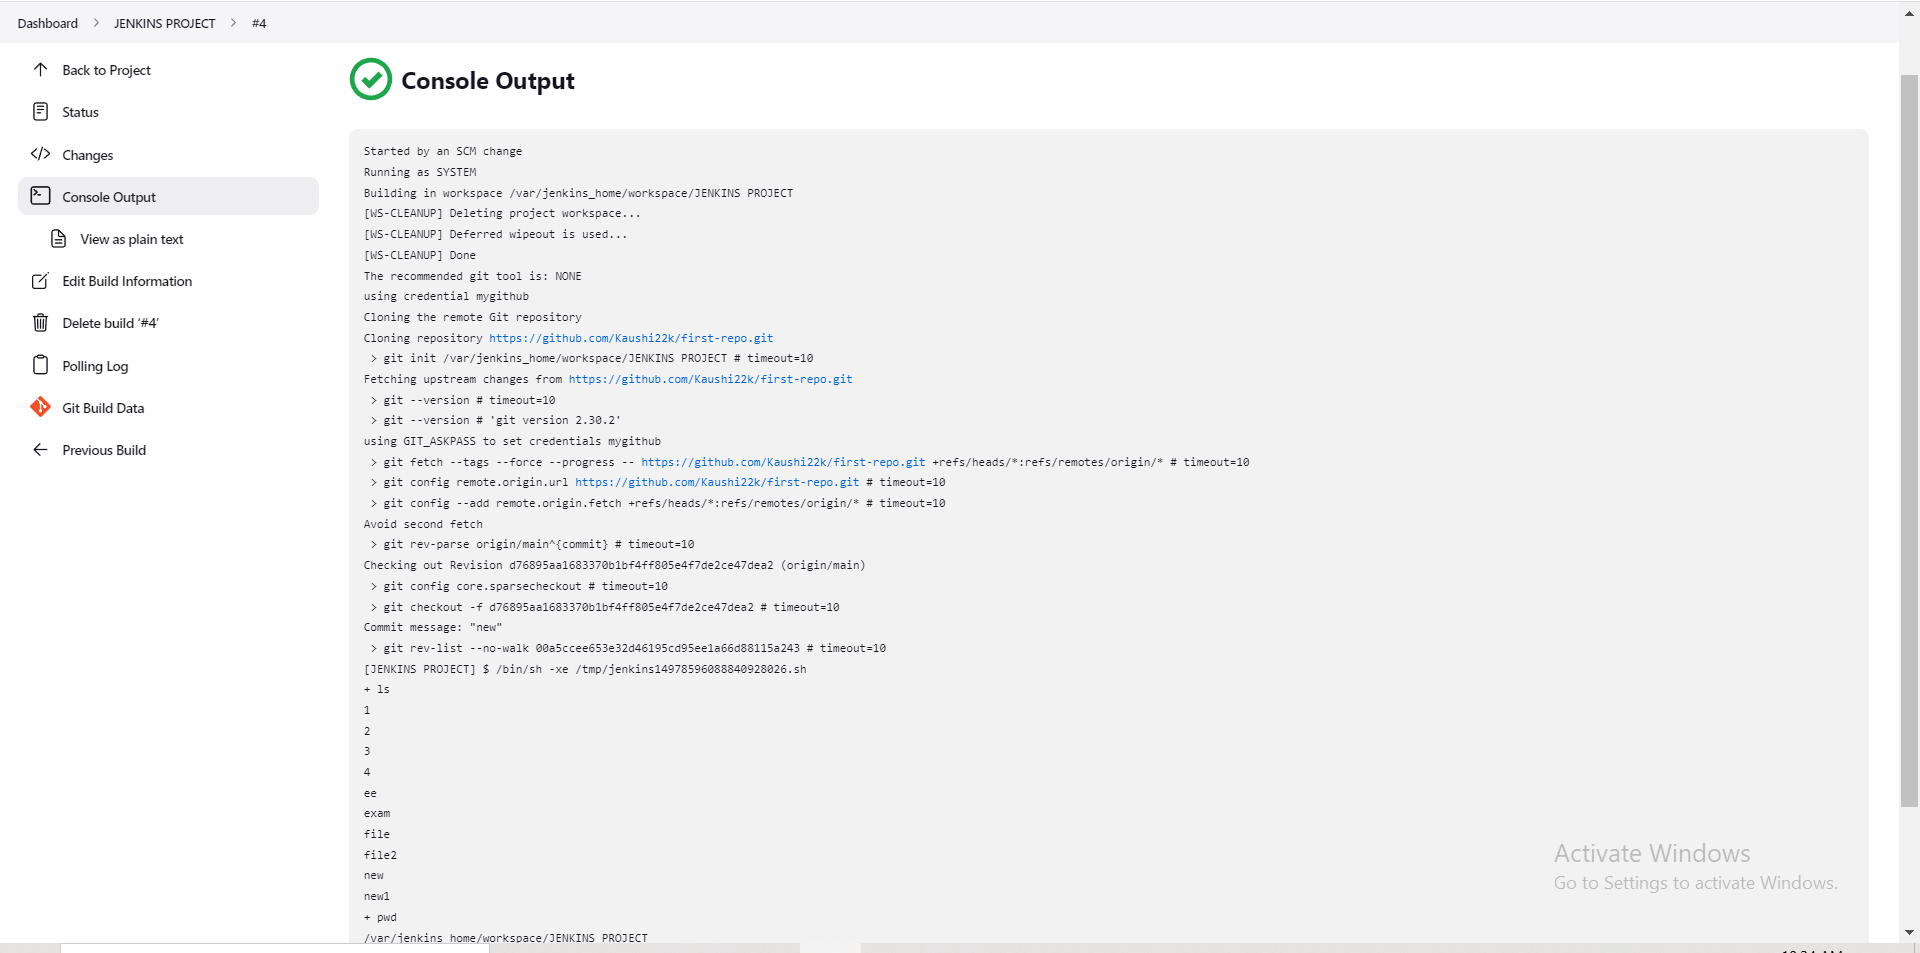 Dashboard > JENKINS PROJECT > #4
Back to Project
Status
Changes
Console Output
View as plain text
Edit Build Information
Delete build ‘#4’
Polling Log
Git Build Data
Previous Build
Console Output
Started by an SCM change
Running as SYSTEM
Building in workspace /var/jenkins_home/workspace/JENKINS PROJECT
[WS-CLEANUP] Deleting project workspace...
[WS-CLEANUP] Deferred wipeout is used...
[WS-CLEANUP] Done
The recommended git tool is: NONE
using credential mygithub
Cloning the remote Git repository
Cloning repository https://github.com/Kaushi22k/first-repo.git
 > git init /var/jenkins_home/workspace/JENKINS PROJECT # timeout=10
Fetching upstream changes from https://github.com/Kaushi22k/first-repo.git
 > git --version # timeout=10
 > git --version # 'git version 2.30.2'
using GIT_ASKPASS to set credentials mygithub
 > git fetch --tags --force --progress -- https://github.com/Kaushi22k/first-repo.git +refs/heads/*:refs/remotes/origin/* # timeout=10
 > git config remote.origin.url https://github.com/Kaushi22k/first-repo.git # timeout=10
 > git config --add remote.origin.fetch +refs/heads/*:refs/remotes/origin/* # timeout=10
Avoid second fetch
 > git rev-parse origin/main^{commit} # timeout=10
Checking out Revision d76895aa1683370b1bf4ff805e4f7de2ce47dea2 (origin/main)
 > git config core.sparsecheckout # timeout=10
 > git checkout -f d76895aa1683370b1bf4ff805e4f7de2ce47dea2 # timeout=10
Commit message: "new"
 > git rev-list --no-walk 00a5ccee653e32d46195cd95ee1a66d88115a243 # timeout=10
[JENKINS PROJECT] $ /bin/sh -xe /tmp/jenkins14978596088840928026.sh
+ ls
1
2
3
4
ee
exam
file
file2
new
new1
+ pwd
/var/jenkins_home/workspace/JENKINS PROJECT
Activate Windows
Go to Settings to activate Windows.